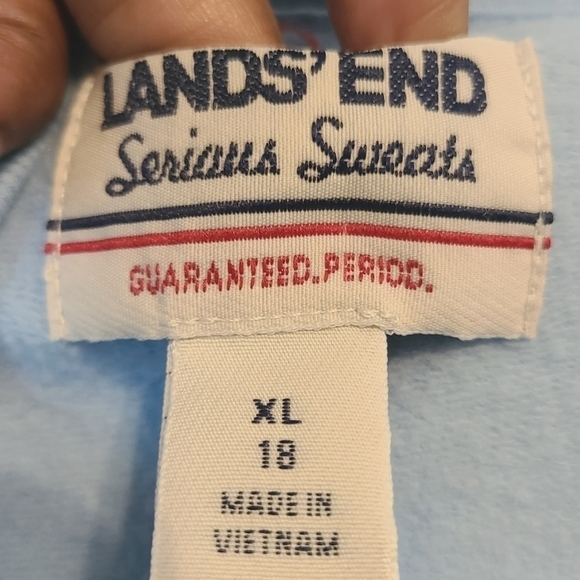 LANDS' END
Serious Sweats
GUARANTEED.PERIOD.
XL
18
MADE IN
VIETNAM